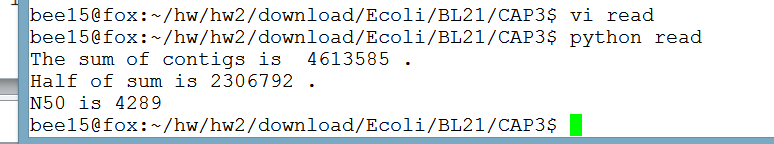 bee15@fox:~/hw/hw2/download/Ecoli/BL21/CAP3$ vi read
bee15@fox:~/hw/hw2/download/Ecoli/BL21/CAP3$ python read
The sum of contigs is  4613585 .
Half of sum is 2306792 .
N50 is 4289
bee15@fox:~/hw/hw2/download/Ecoli/BL21/CAP3$